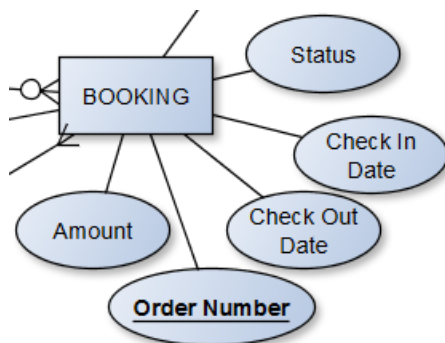 Status
BOOKING
Check In
Date
Check Out
Date
Amount
Order Number